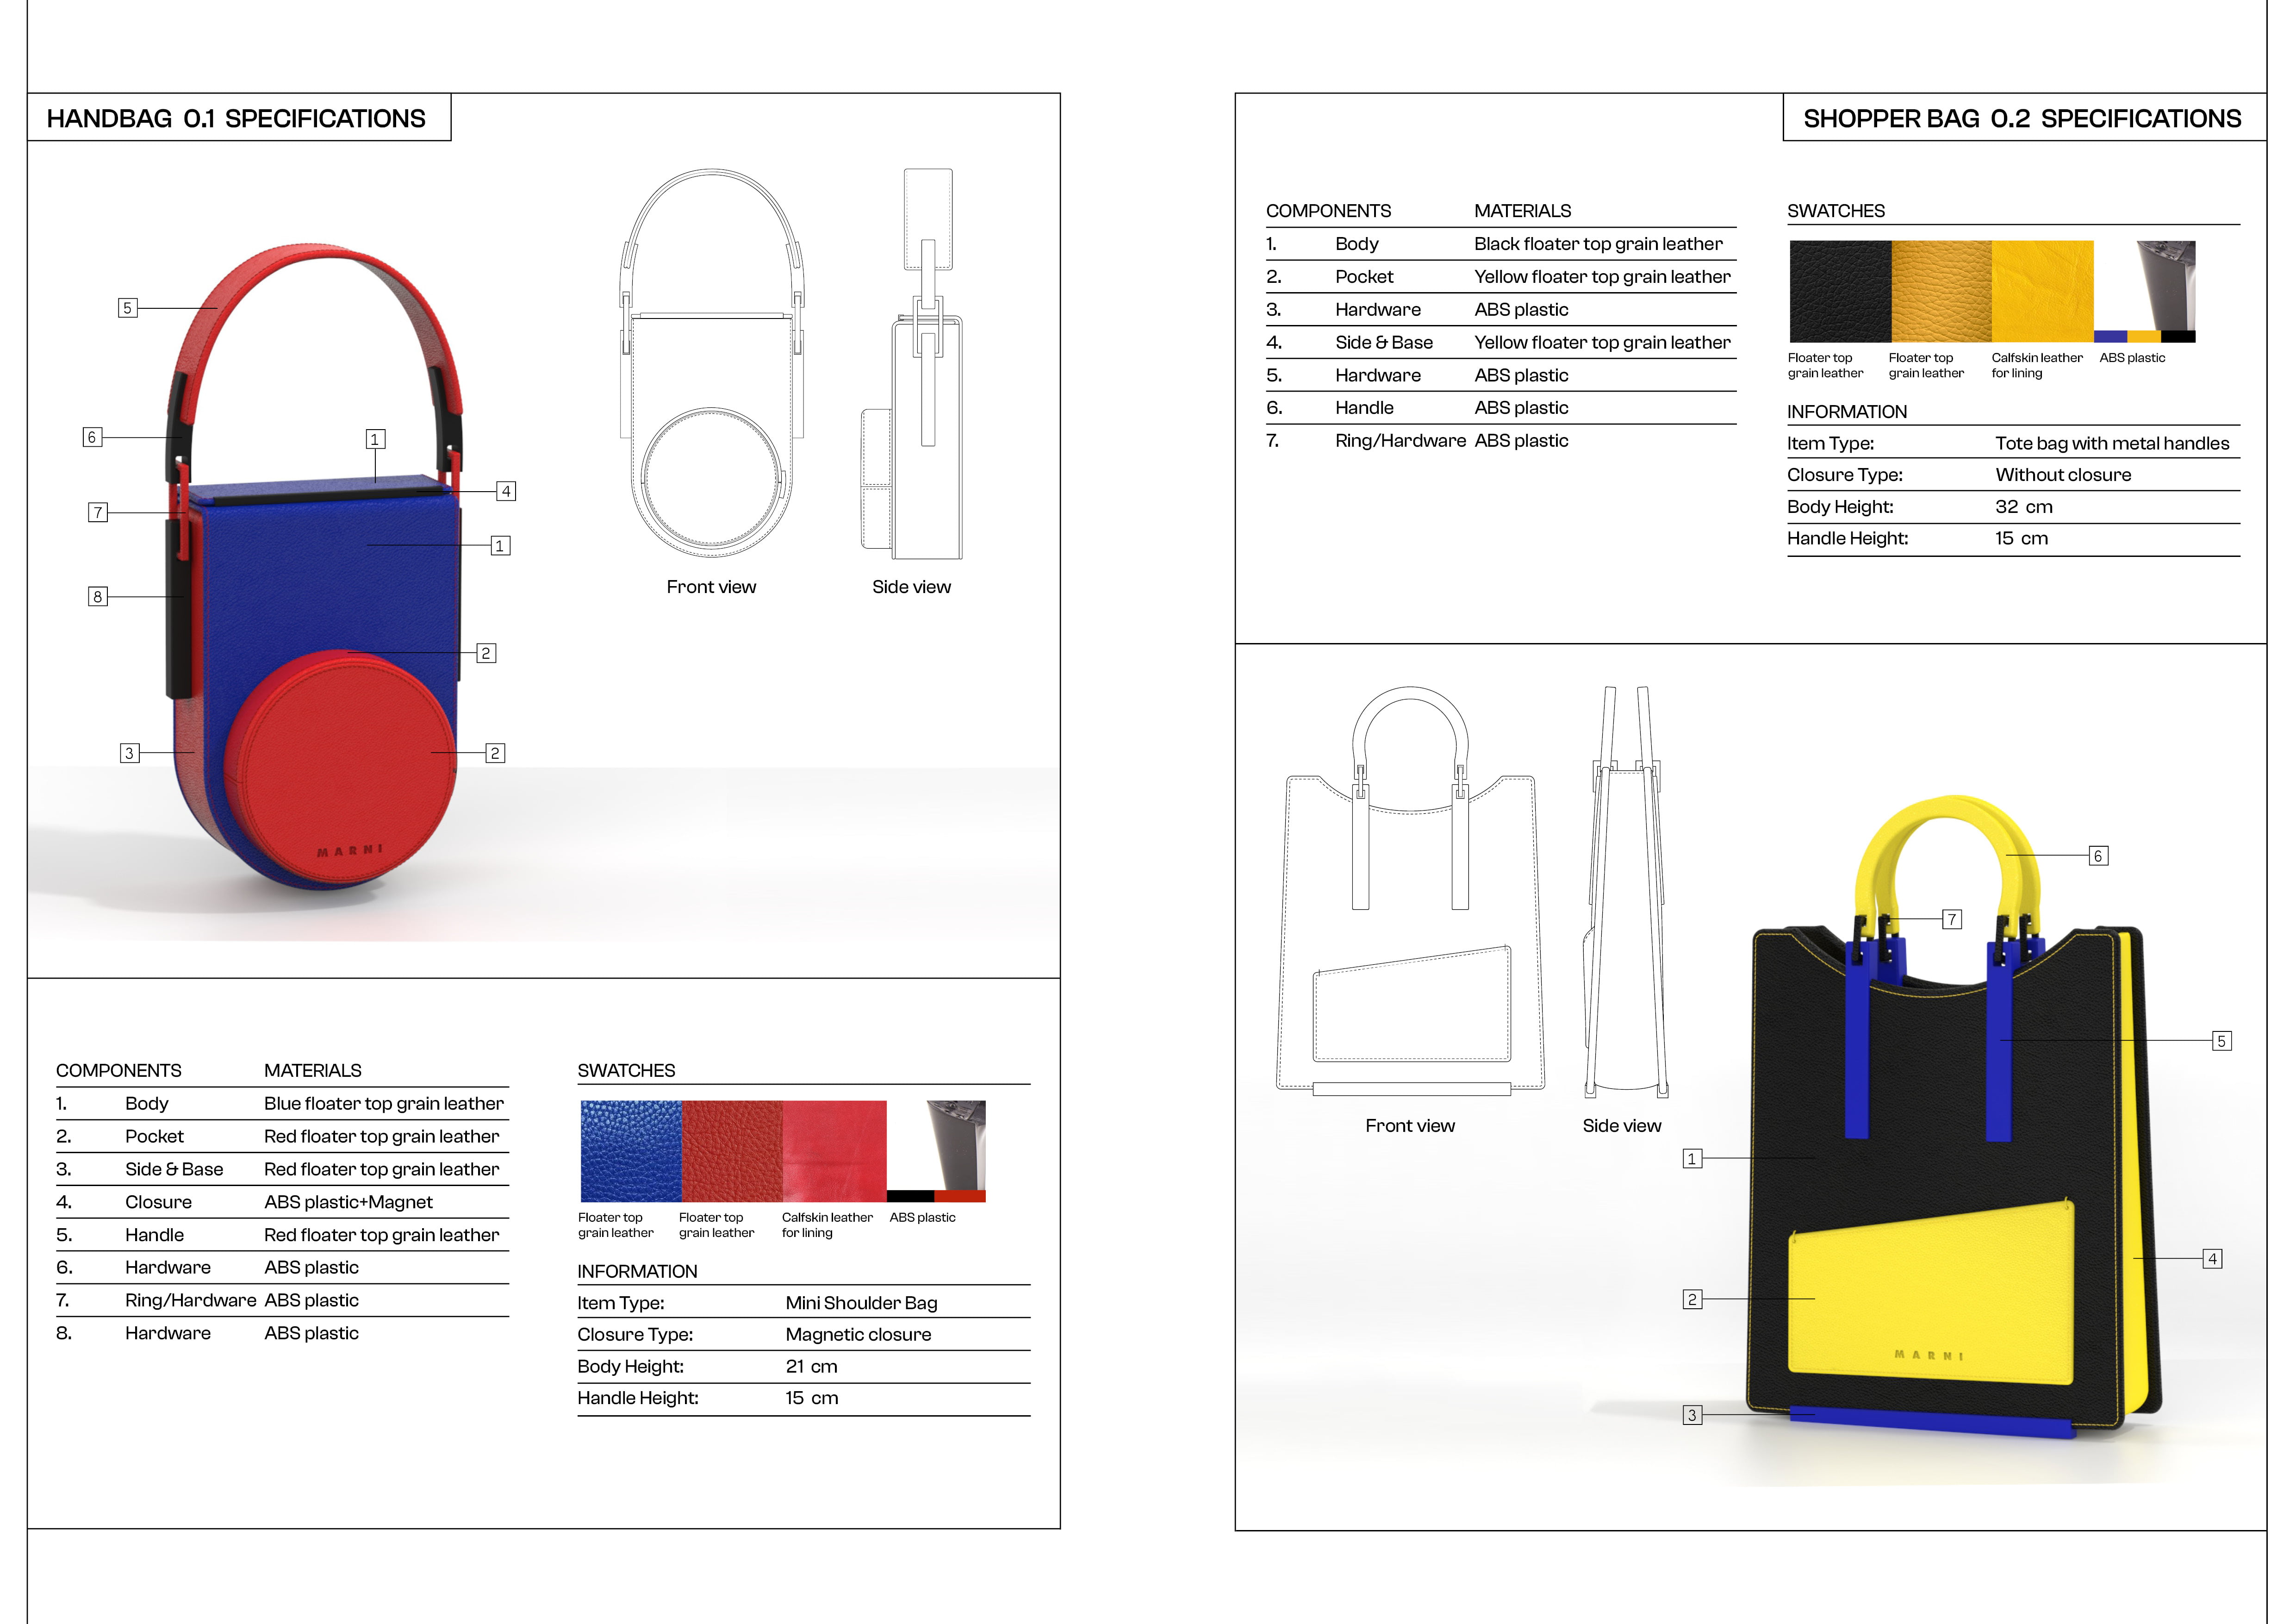 HANDBAG 0.1 SPECIFICATIONS
5
6
1
4
7
1
8
2
3
2
MARNI
Front view
Side view
COMPONENTS MATERIALS
1. Body Blue floater top grain leather
2. Pocket Red floater top grain leather
3. Side & Base Red floater top grain leather
4. Closure ABS plastic+Magnet
5. Handle Red floater top grain leather
6. Hardware ABS plastic
7. Ring/Hardware ABS plastic
8. Hardware ABS plastic
SWATCHES
Floater top
grain leather
Floater top
grain leather
Calfskin leather
for lining
ABS plastic
INFORMATION
Item Type: Mini Shoulder Bag
Closure Type: Magnetic closure
Body Height: 21 cm
Handle Height: 15 cm
SHOPPER BAG 0.2 SPECIFICATIONS
COMPONENTS MATERIALS
1. Body Black floater top grain leather
2. Pocket Yellow floater top grain leather
3. Hardware ABS plastic
4. Side & Base Yellow floater top grain leather
5. Hardware ABS plastic
6. Handle ABS plastic
7. Ring/Hardware ABS plastic
SWATCHES
Floater top
grain leather
Floater top
grain leather
Calfskin leather
for lining
ABS plastic
INFORMATION
Item Type: Tote bag with metal handles
Closure Type: Without closure
Body Height: 32 cm
Handle Height: 15 cm
Front view
Side view
6
7
5
1
4
2
MARNI
3